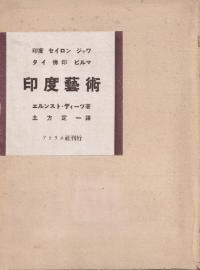 印度 セイロン ジャワ
タイ 佛印 ビルマ
印度藝術
エルンスト・ディーツ著
土方定一譯
アトリヱ社刊行